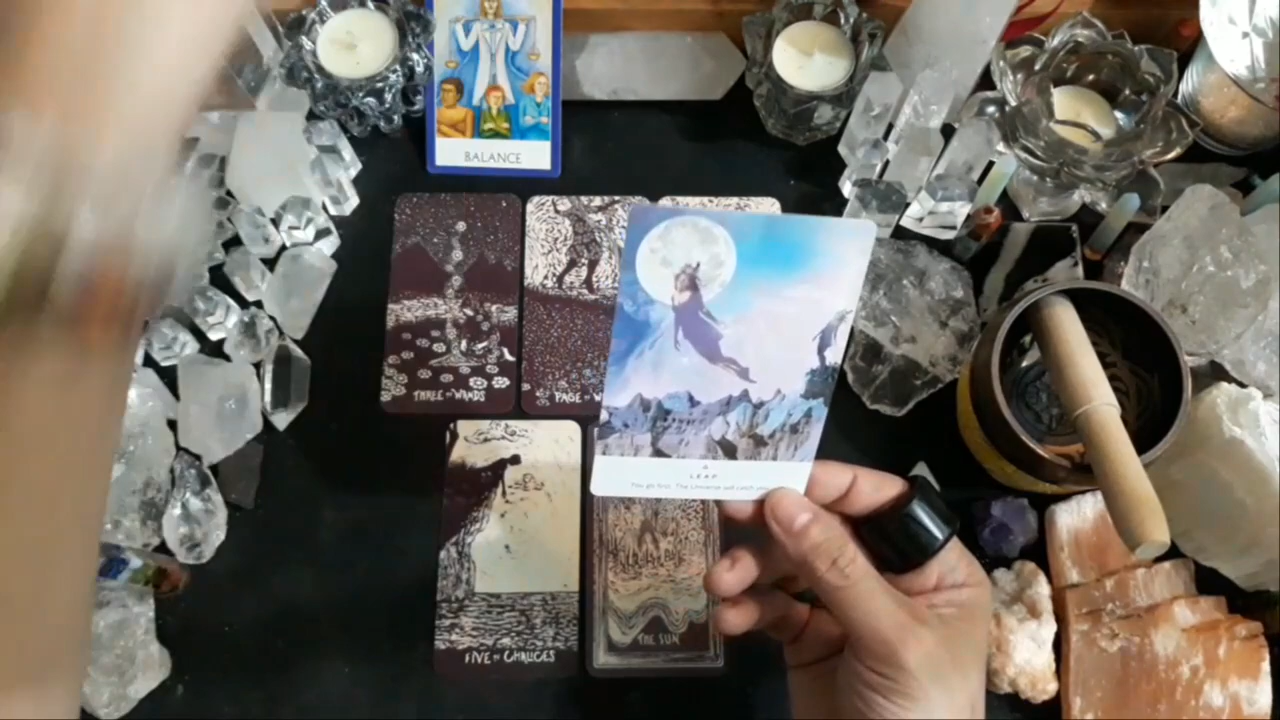 BALANCE
THREE OF WANDS
PAGE OF W
LEAP
You go first. The Universe will catch you
FIVE OF CHALICES
THE SUN